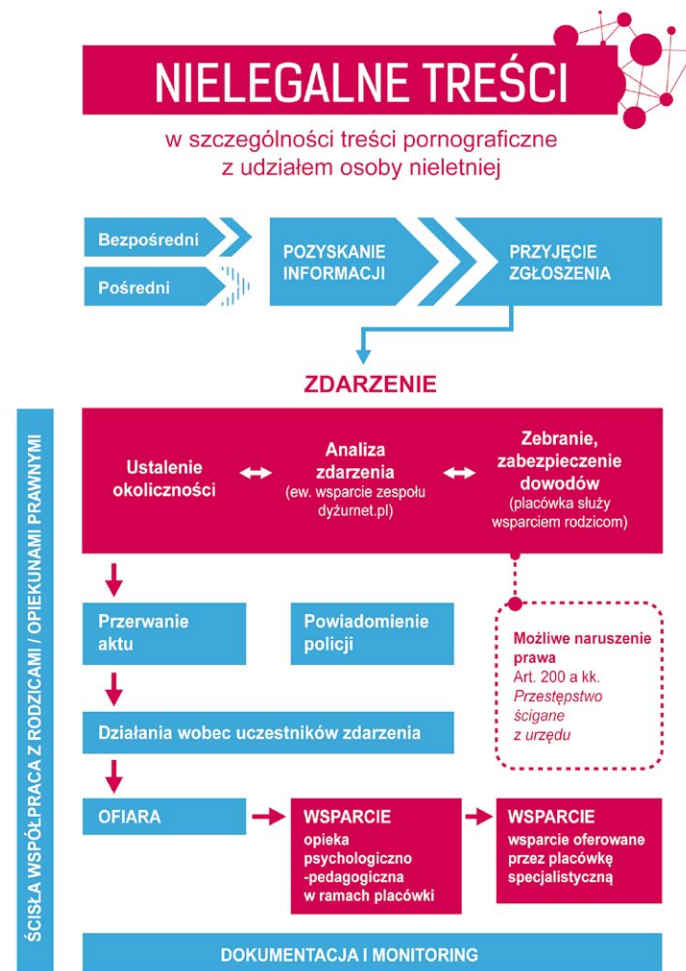 NIELEGALNE TREŚCI
w szczególności treści pornograficzne
z udziałem osoby nieletniej
Bezpośredni
Pośredni
POZYSKANIE
INFORMACJI
PRZYJĘCIE
ZGŁOSZENIA
ZDARZENIE
ŚCISŁA WSPÓŁPRACA Z RODZICAMI / OPIEKUNAMI PRAWNYMI
Ustalenie
okoliczności
Analiza
zdarzenia
(ew. wsparcie zespołu
dyżurnet.pl)
Zebranie,
zabezpieczenie
dowodów
(placówka służy
wsparciem rodzicom)
Przerwanie
aktu
Powiadomienie
policji
Możliwe naruszenie
prawa
Art. 200 a kk.
Przestępstwo
ścigane
z urzędu
Działania wobec uczestników zdarzenia
OFIARA
WSPARCIE
opieka
psychologiczno
-pedagogiczna
w ramach placówki
WSPARCIE
wsparcie oferowane
przez placówkę
specjalistyczną
DOKUMENTACJA I MONITORING